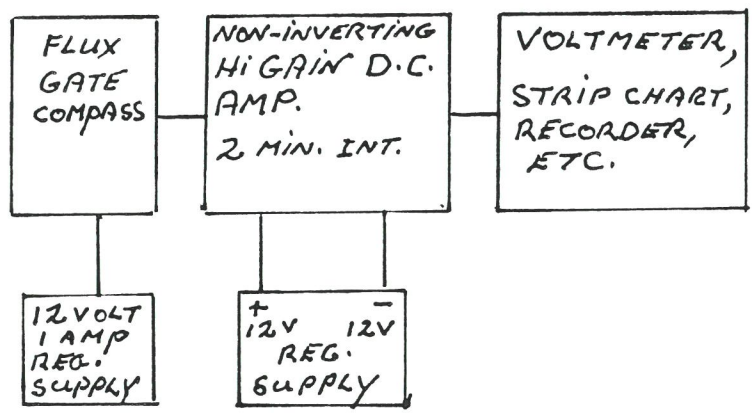 FLUX
GATE
COMPASS
NON-INVERTING
Hi GAIN D.C.
AMP.
2 MIN. INT.
VOLTMETER,
STRIP CHART,
RECORDER,
ETC.
12 VOLT
1 AMP
REG.
SUPPLY
+ −
12V 12V
REG.
SUPPLY